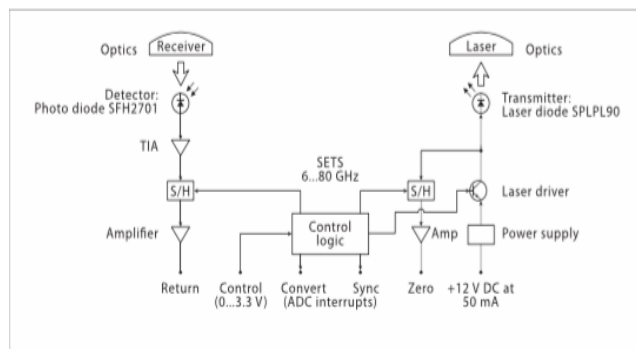 Optics
Receiver
Laser
Optics
Detector:
Photo diode SFH2701
Transmitter:
Laser diode SPLPL90
TIA
SETS
6...80 GHz
S/H
S/H
Laser driver
Control
logic
Amplifier
Amp
Power supply
Return
Control
(0...3.3 V)
Convert
Sync
(ADC interrupts)
Zero
+12 V DC at
50 mA